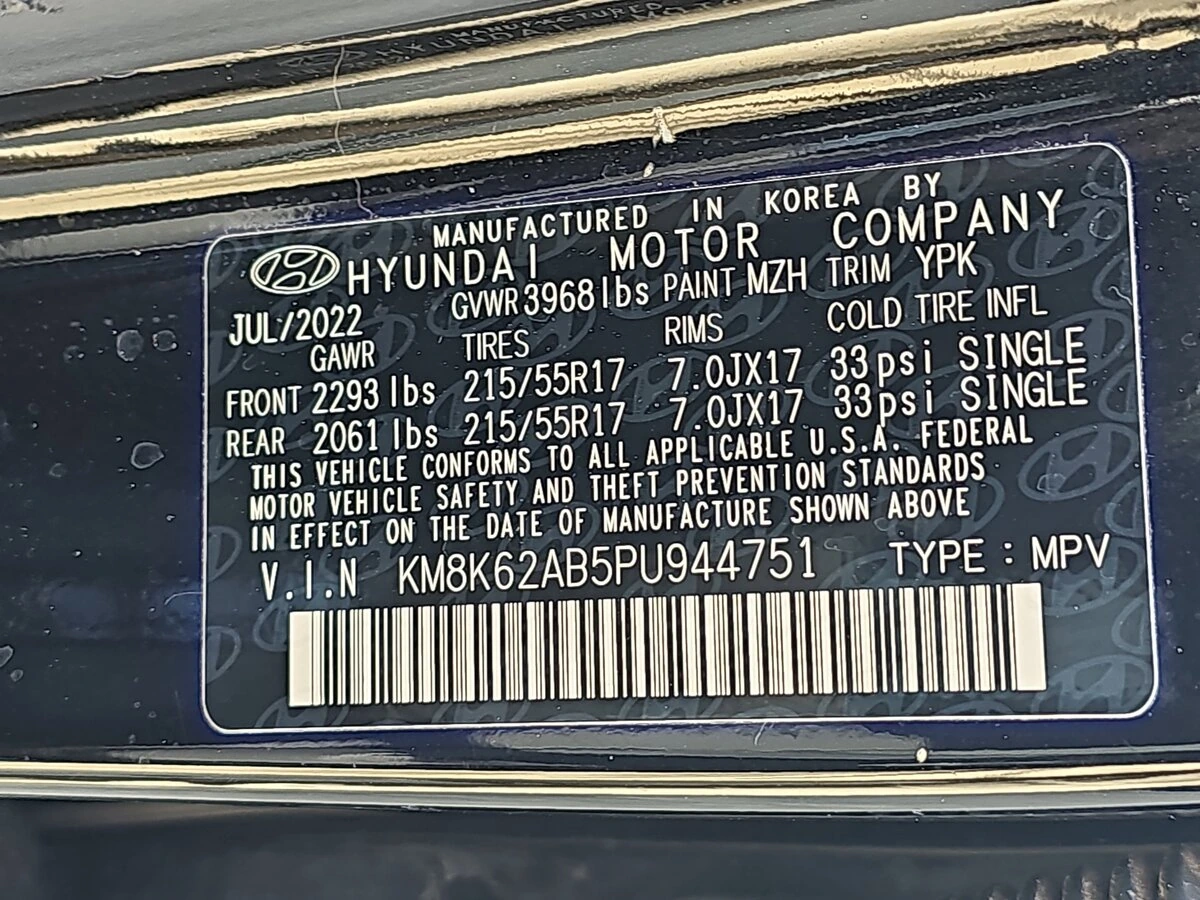 MANUFACTURED IN KOREA BY
HYUNDAI MOTOR COMPANY
JUL/2022 GVWR 3968 lbs PAINT MZH TRIM YPK
GAWR TIRES RIMS COLD TIRE INFL
FRONT 2293 lbs 215/55R17 7.0JX17 33psi SINGLE
REAR 2061 lbs 215/55R17 7.0JX17 33psi SINGLE
THIS VEHICLE CONFORMS TO ALL APPLICABLE U.S.A. FEDERAL
MOTOR VEHICLE SAFETY AND THEFT PREVENTION STANDARDS
IN EFFECT ON THE DATE OF MANUFACTURE SHOWN ABOVE
V.I.N KM8K62AB5PU944751 TYPE : MPV